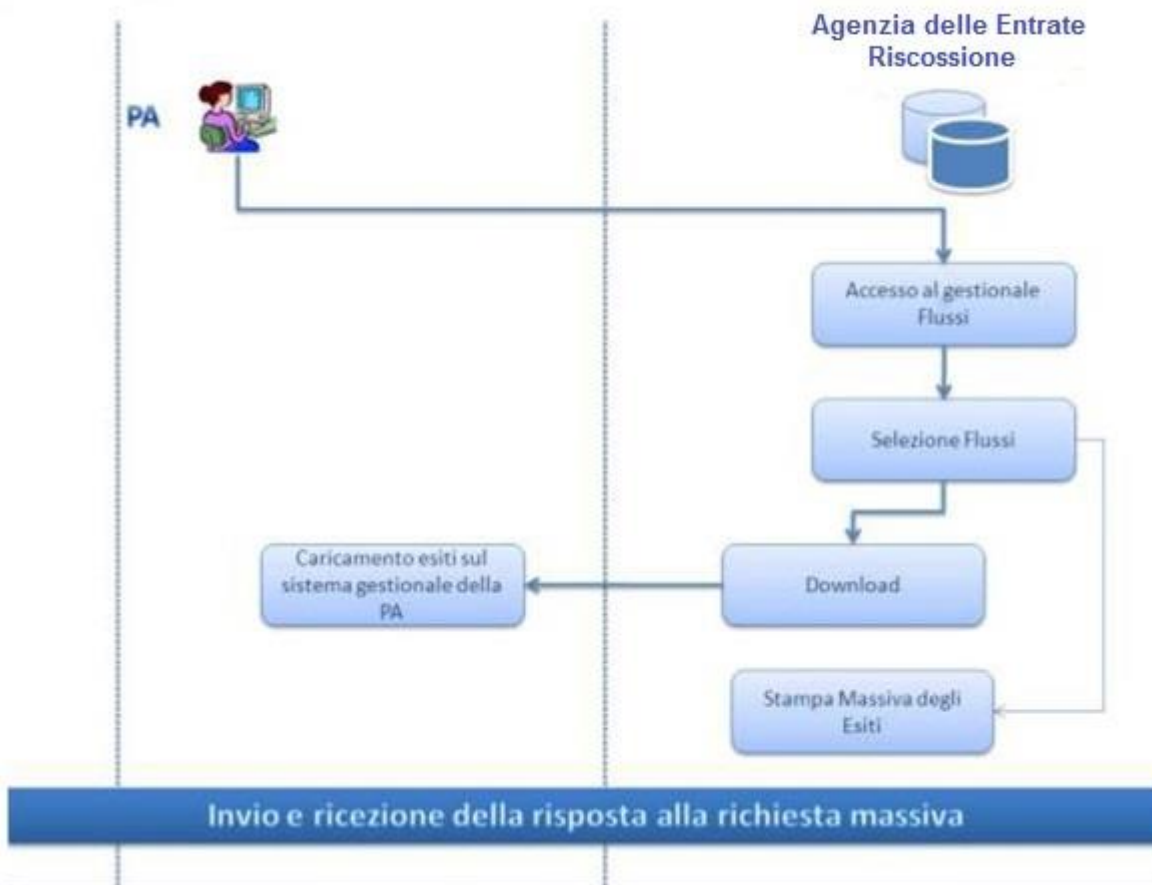 Agenzia delle Entrate
Riscossione
PA
Accesso al gestionale
Flussi
Selezione Flussi
Caricamento esiti sul
sistema gestionale della
PA
Download
Stampa Massiva degli
Esiti
Invio e ricezione della risposta alla richiesta massiva